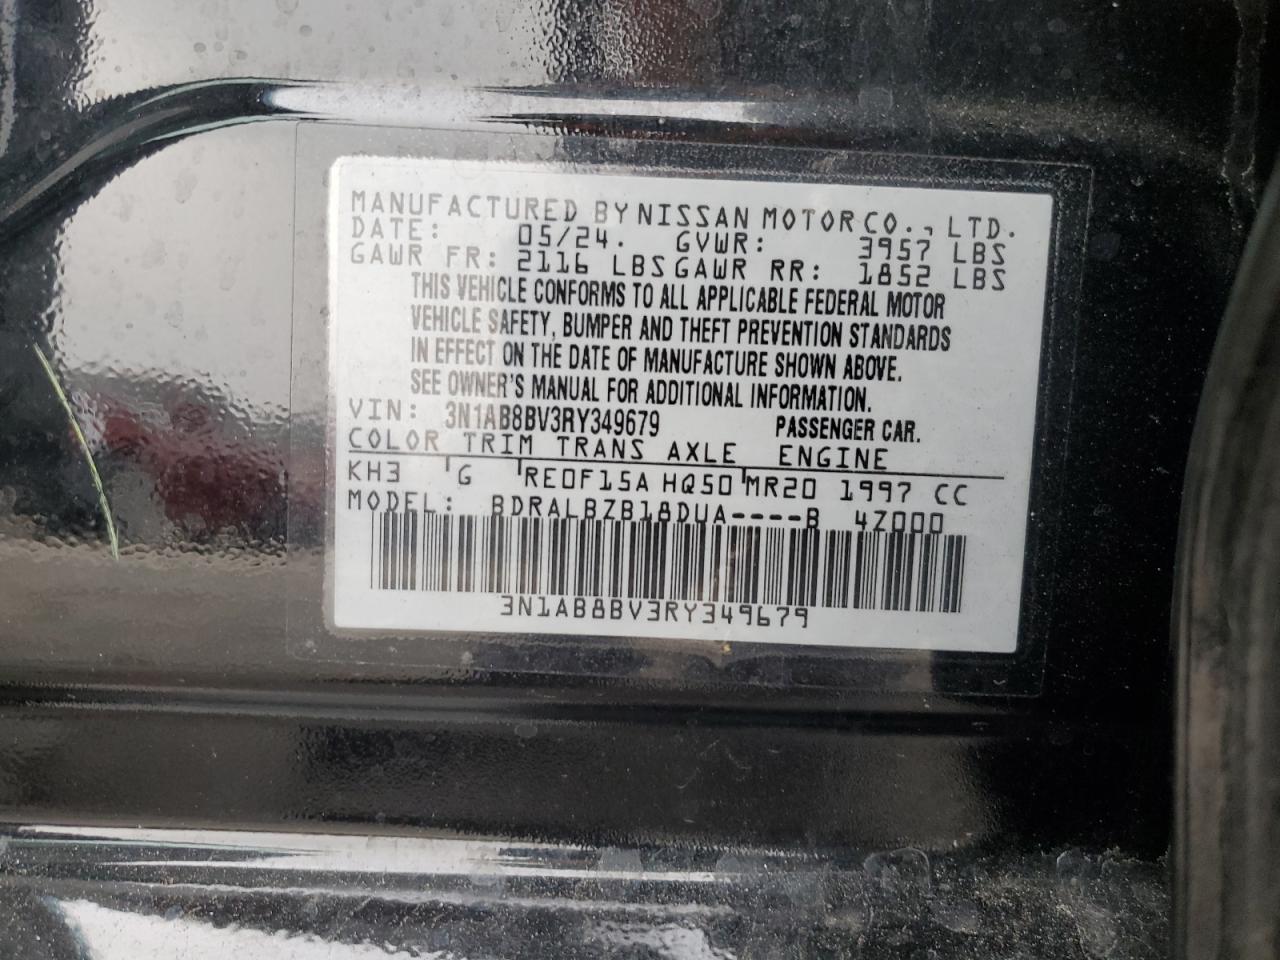 MANUFACTURED BY NISSAN MOTOR CO., LTD.
DATE: 05/24. GVWR: 3957 LBS
GAWR FR: 2116 LBS GAWR RR: 1852 LBS
THIS VEHICLE CONFORMS TO ALL APPLICABLE FEDERAL MOTOR
VEHICLE SAFETY, BUMPER AND THEFT PREVENTION STANDARDS
IN EFFECT ON THE DATE OF MANUFACTURE SHOWN ABOVE.
SEE OWNER'S MANUAL FOR ADDITIONAL INFORMATION.
VIN: 3N1AB8BV3RY349679 PASSENGER CAR.
COLOR TRIM TRANS AXLE ENGINE
KH3 G RE0F15A HQ50 MR20 1997 CC
MODEL: BDRALBZB18DUA----B 4Z000
3N1AB8BV3RY349679